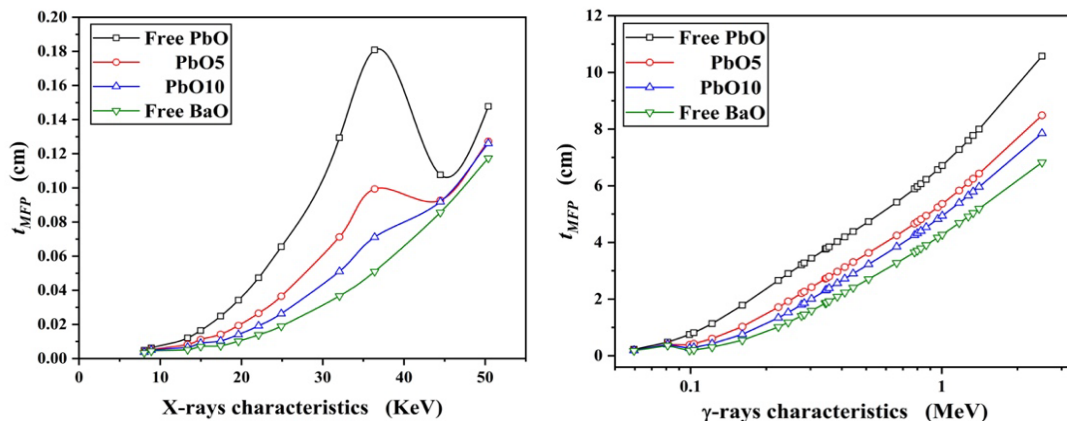 0.20
0.18
0.16
0.14
0.12
0.10
0.08
0.06
0.04
0.02
0.00
t_MFP (cm)
Free PbO
PbO5
PbO10
Free BaO
0 10 20 30 40 50
X-rays characteristics (KeV)
12
10
8
6
4
2
0
t_MFP (cm)
Free PbO
PbO5
PbO10
Free BaO
0.1 1
γ-rays characteristics (MeV)